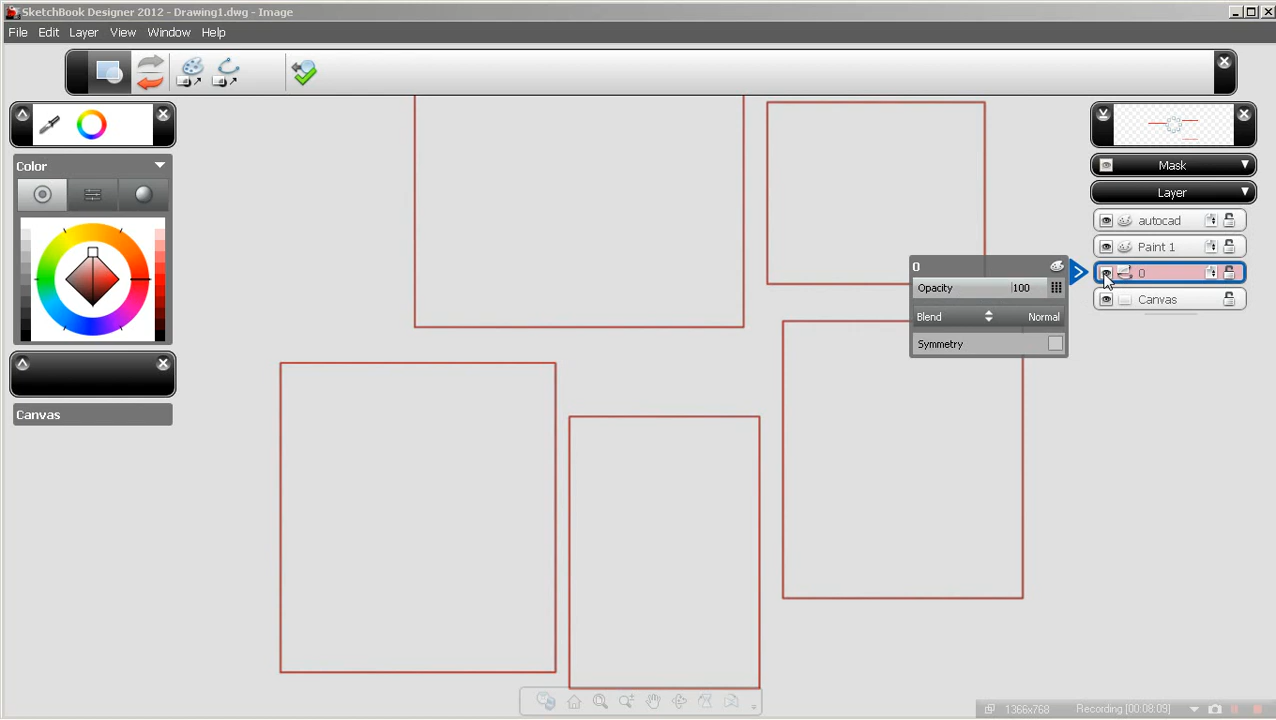 SketchBook Designer 2012 - Drawing1.dwg - Image
File Edit Layer View Window Help
Color
Canvas
Mask
Layer
autocad
Paint 1
0
Canvas
0
Opacity 100
Blend Normal
Symmetry
1366x768 Recording [00:08:09]